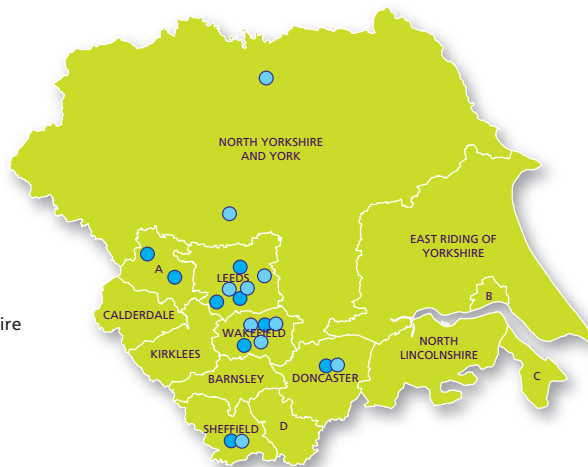 NORTH YORKSHIRE
AND YORK
EAST RIDING OF
YORKSHIRE
A
LEEDS
B
CALDERDALE
ire
WAKEFIELD
NORTH
LINCOLNSHIRE
KIRKLEES
BARNSLEY
DONCASTER
C
SHEFFIELD
D